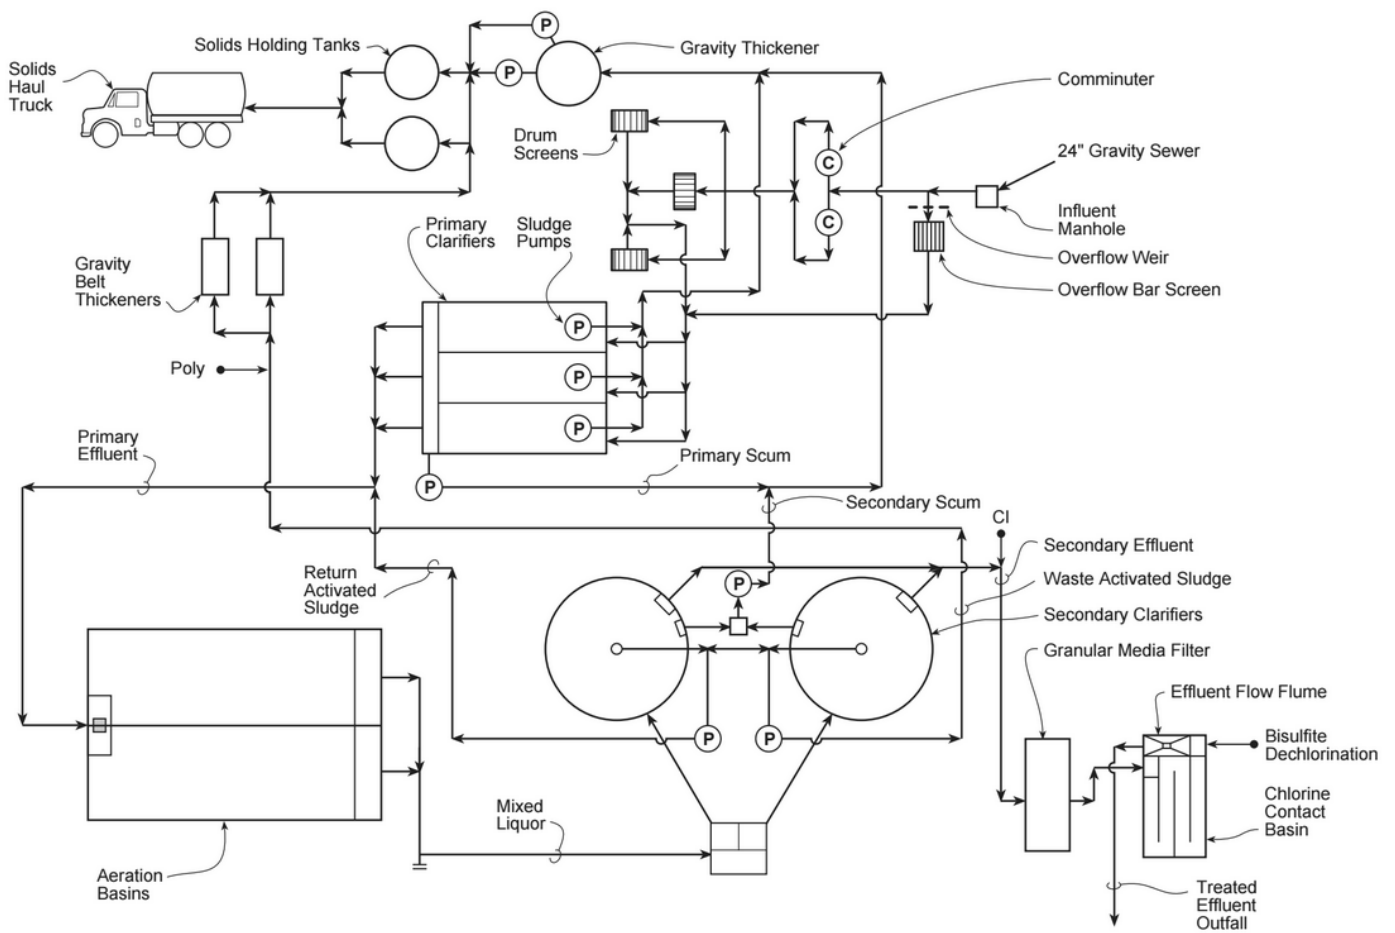 P
Solids Holding Tanks
Gravity Thickener
Solids
Haul
Truck
P
Comminuter
D
Drum
Screens
C
24" Gravity Sewer
C
Influent
Manhole
Primary
Clarifiers
Sludge
Pumps
Overflow Weir
Gravity
Belt
Thickeners
Overflow Bar Screen
P
Poly
P
P
Primary
Effluent
Primary Scum
P
Secondary Scum
Cl
Secondary Effluent
Return
Activated
Sludge
P
Waste Activated Sludge
Secondary Clarifiers
Granular Media Filter
Effluent Flow Flume
P
P
Bisulfite
Dechlorination
Mixed
Liquor
Chlorine
Contact
Basin
Aeration
Basins
Treated
Effluent
Outfall